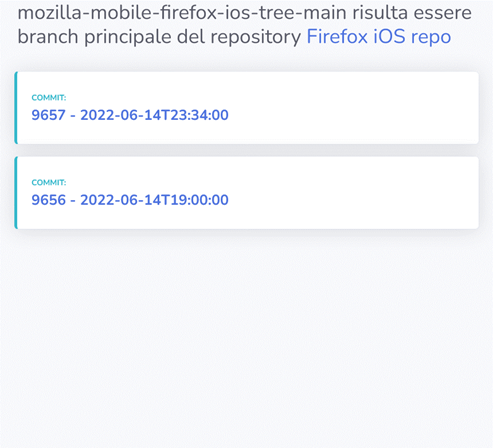 mozilla-mobile-firefox-ios-tree-main risulta essere
branch principale del repository Firefox iOS repo
COMMIT:
9657 - 2022-06-14T23:34:00
COMMIT:
9656 - 2022-06-14T19:00:00